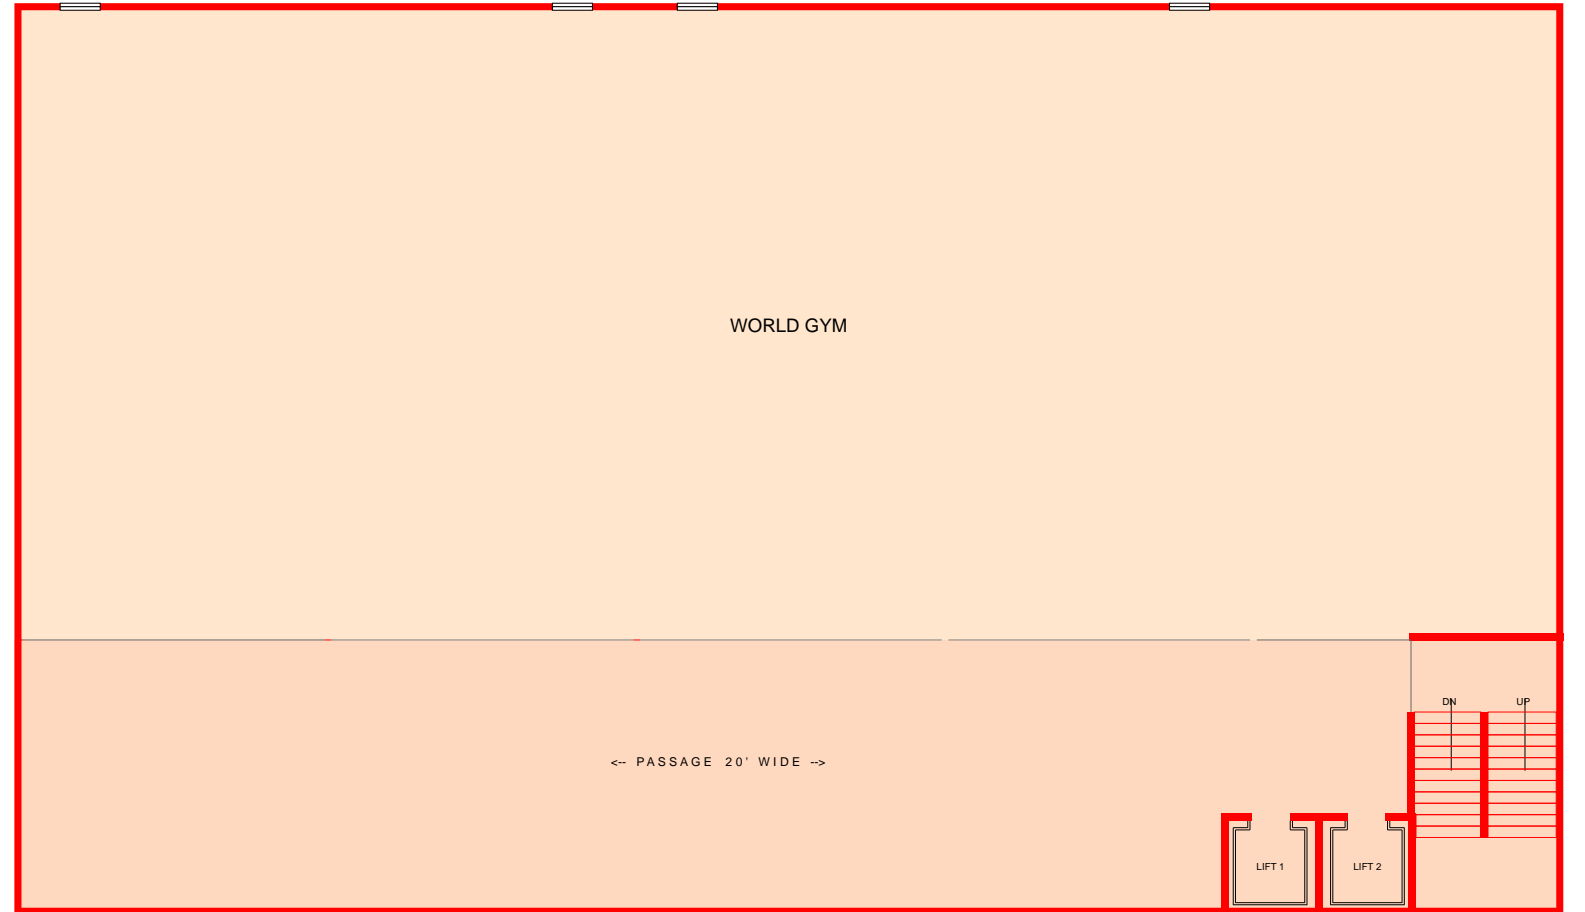 WORLD GYM
DN UP
<-- PASSAGE 20' WIDE -->
LIFT 1 LIFT 2